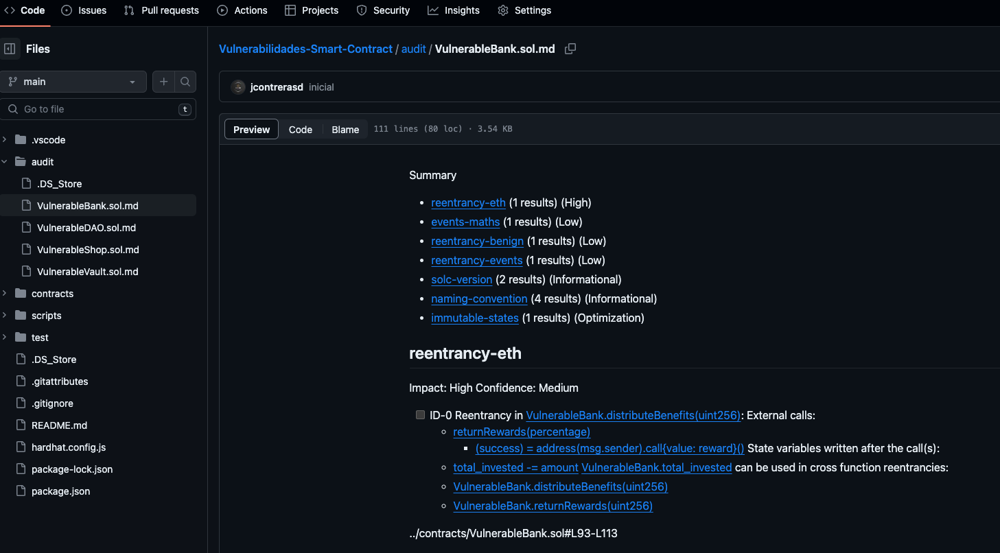 Code Issues Pull requests Actions Projects Security Insights Settings
Files
main
Go to file t
.vscode
audit
.DS_Store
VulnerableBank.sol.md
VulnerableDAO.sol.md
VulnerableShop.sol.md
VulnerableVault.sol.md
contracts
scripts
test
.DS_Store
.gitattributes
.gitignore
README.md
hardhat.config.js
package-lock.json
package.json
Vulnerabilidades-Smart-Contract / audit / VulnerableBank.sol.md
jcontrerasd inicial
Preview Code Blame 111 lines (80 loc) · 3.54 KB
Summary
reentrancy-eth (1 results) (High)
events-maths (1 results) (Low)
reentrancy-benign (1 results) (Low)
reentrancy-events (1 results) (Low)
solc-version (2 results) (Informational)
naming-convention (4 results) (Informational)
immutable-states (1 results) (Optimization)
reentrancy-eth
Impact: High Confidence: Medium
ID-0 Reentrancy in VulnerableBank.distributeBenefits(uint256): External calls:
returnRewards(percentage)
(success) = address(msg.sender).call{value: reward}() State variables written after the call(s):
total_invested -= amount VulnerableBank.total_invested can be used in cross function reentrancies:
VulnerableBank.distributeBenefits(uint256)
VulnerableBank.returnRewards(uint256)
../contracts/VulnerableBank.sol#L93-L113